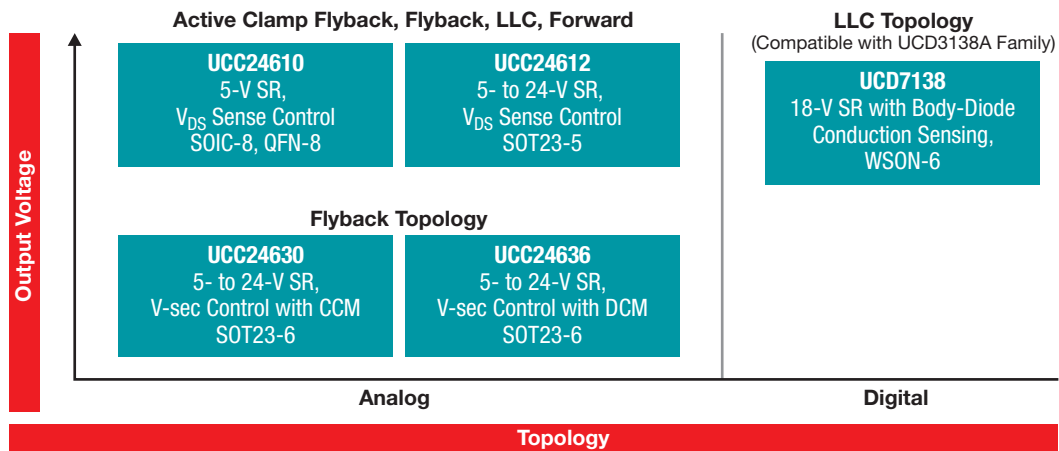 Active Clamp Flyback, Flyback, LLC, Forward
UCC24610
5-V SR,
VDS Sense Control
SOIC-8, QFN-8
UCC24612
5- to 24-V SR,
VDS Sense Control
SOT23-5
LLC Topology
(Compatible with UCD3138A Family)
UCD7138
18-V SR with Body-Diode
Conduction Sensing,
WSON-6
Flyback Topology
UCC24630
5- to 24-V SR,
V-sec Control with CCM
SOT23-6
UCC24636
5- to 24-V SR,
V-sec Control with DCM
SOT23-6
Output Voltage
Analog
Digital
Topology